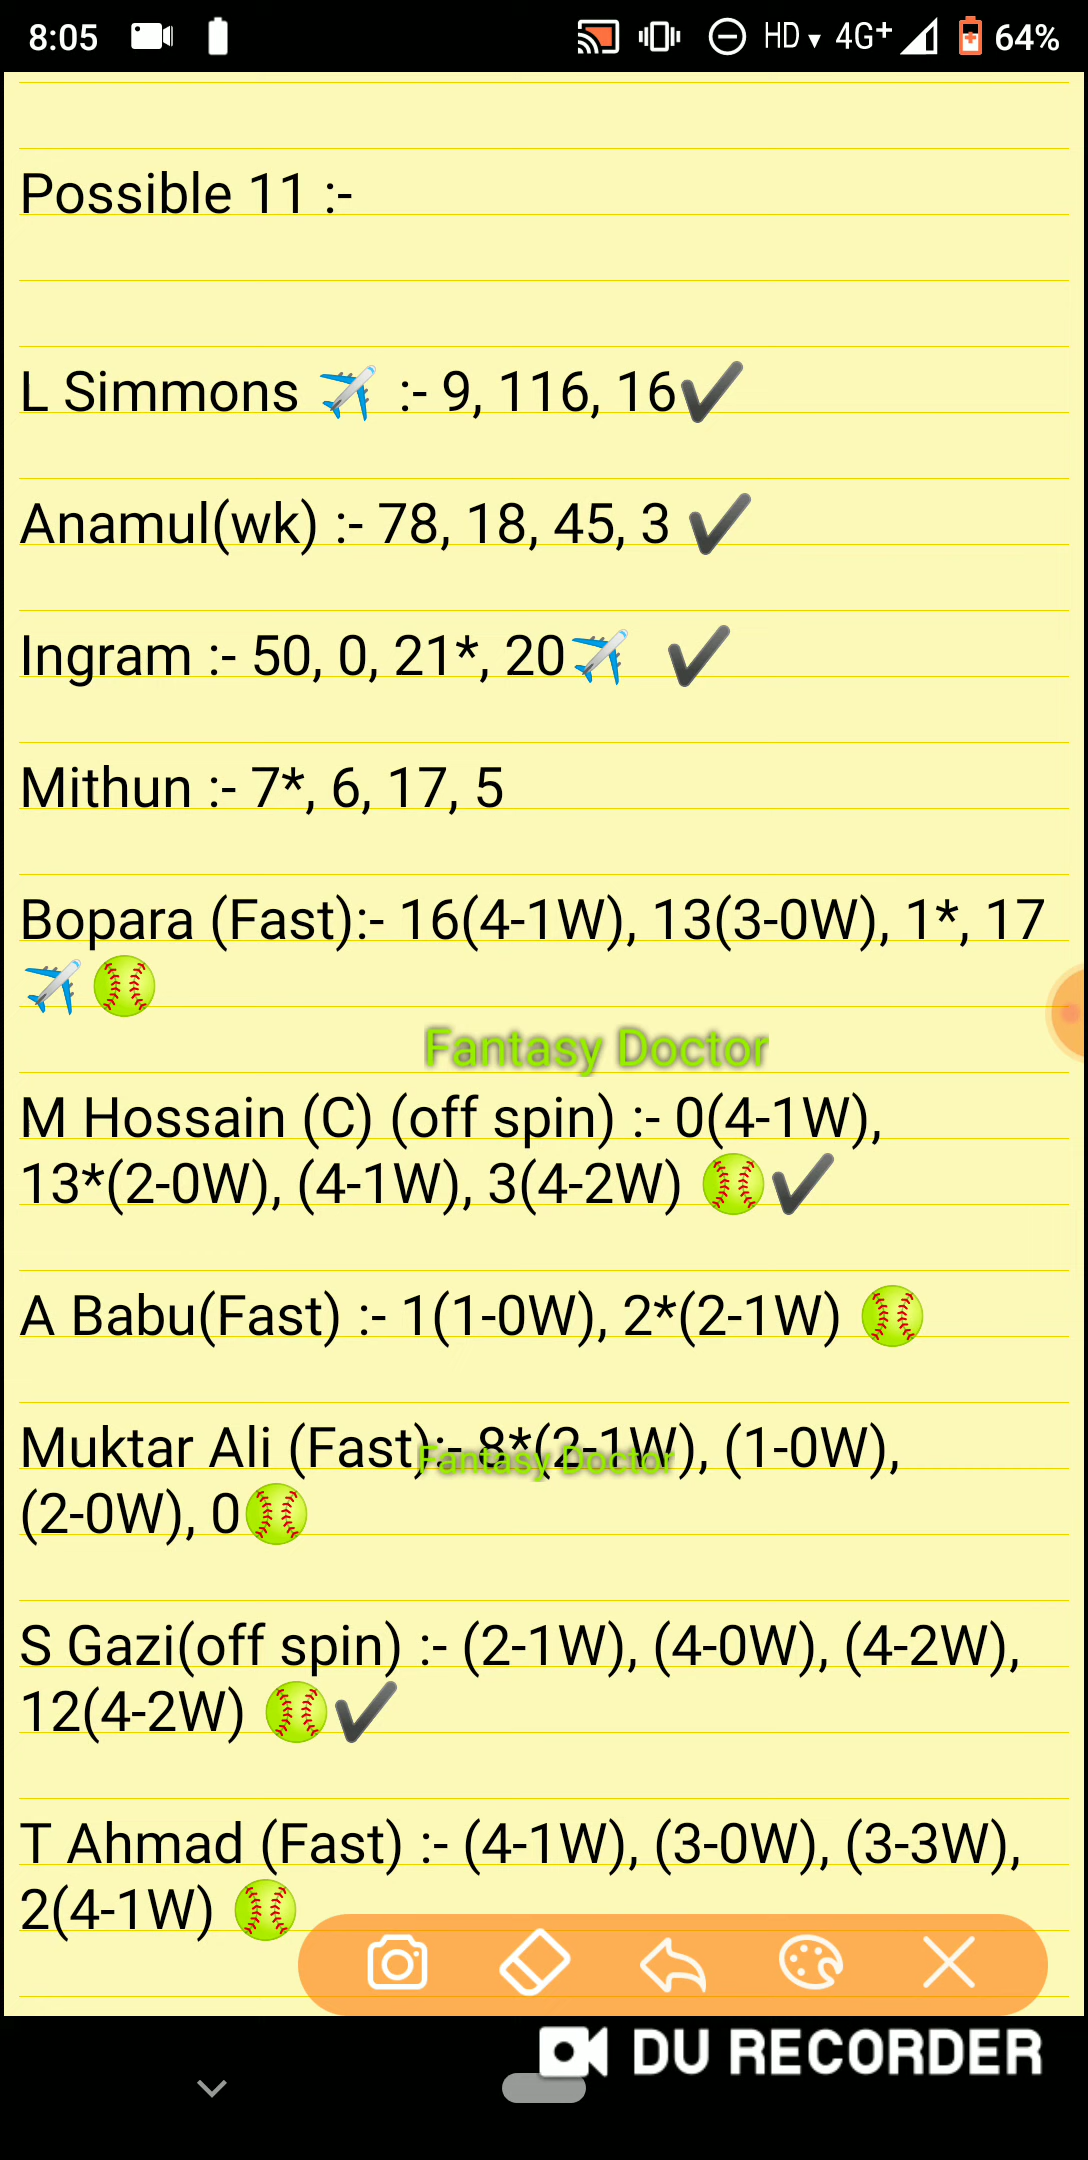 8:05 HD 4G+ 64%
Possible 11 :-
L Simmons ✈️ :- 9, 116, 16✔️
Anamul(wk) :- 78, 18, 45, 3 ✔️
Ingram :- 50, 0, 21*, 20✈️ ✔️
Mithun :- 7*, 6, 17, 5
Bopara (Fast):- 16(4-1W), 13(3-0W), 1*, 17
✈️🥎
Fantasy Doctor
M Hossain (C) (off spin) :- 0(4-1W),
13*(2-0W), (4-1W), 3(4-2W) 🥎✔️
A Babu(Fast) :- 1(1-0W), 2*(2-1W) 🥎
Muktar Ali (Fast):- 8*(2-1W), (1-0W),
Fantasy Doctor
(2-0W), 0🥎
S Gazi(off spin) :- (2-1W), (4-0W), (4-2W),
12(4-2W) 🥎✔️
T Ahmad (Fast) :- (4-1W), (3-0W), (3-3W),
2(4-1W) 🥎
DU RECORDER